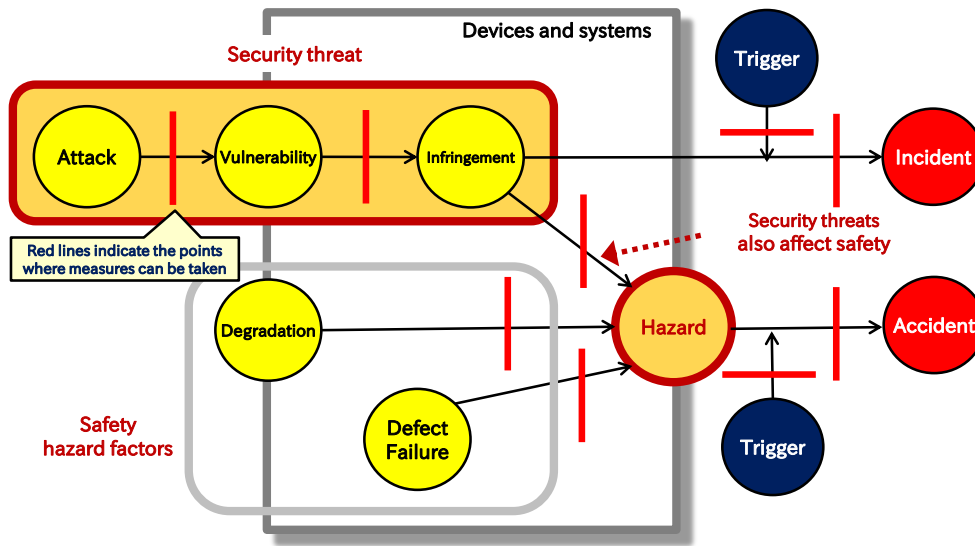 Devices and systems
Security threat
Trigger
Attack
Vulnerability
Infringement
Incident
Red lines indicate the points
where measures can be taken
Security threats
also affect safety
Degradation
Hazard
Accident
Safety
hazard factors
Defect
Failure
Trigger